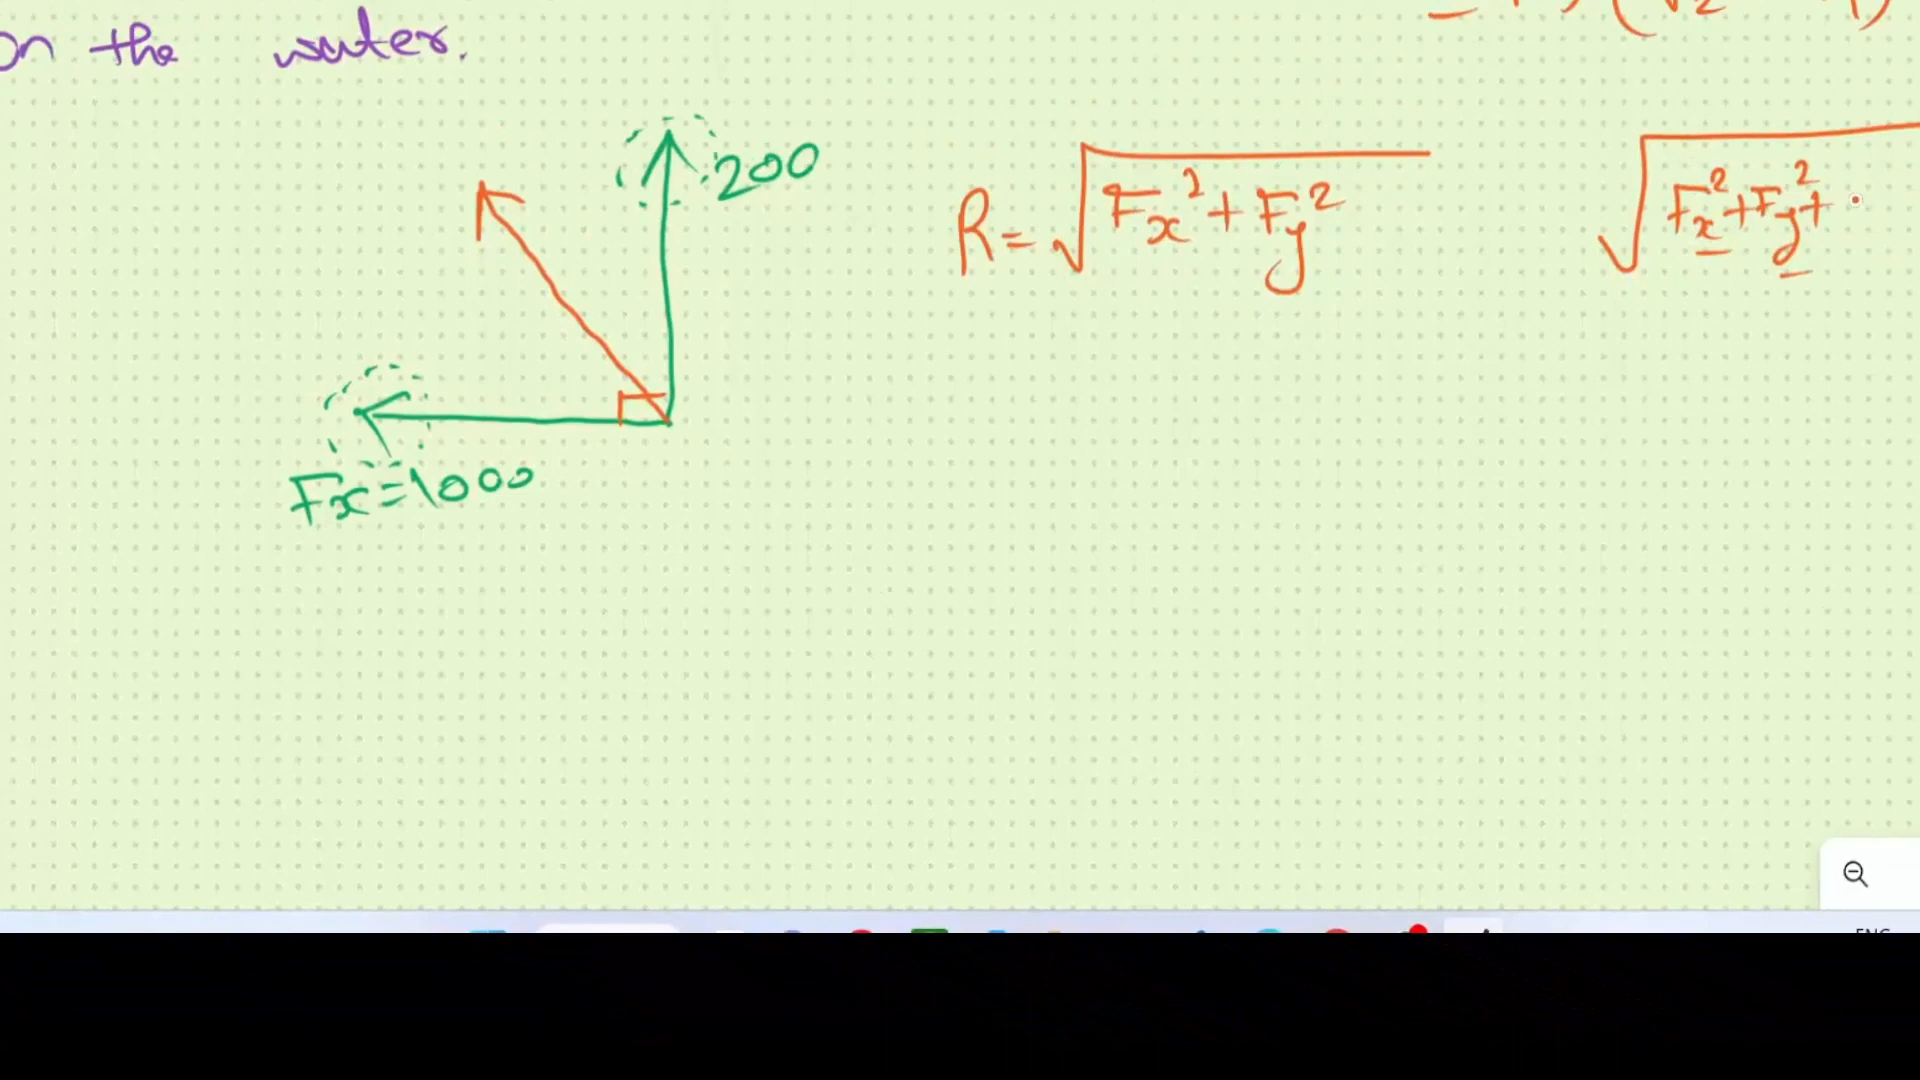 on the water.
200
R = √Fx²+Fy²
√Fx²+Fy²+
Fx=1000